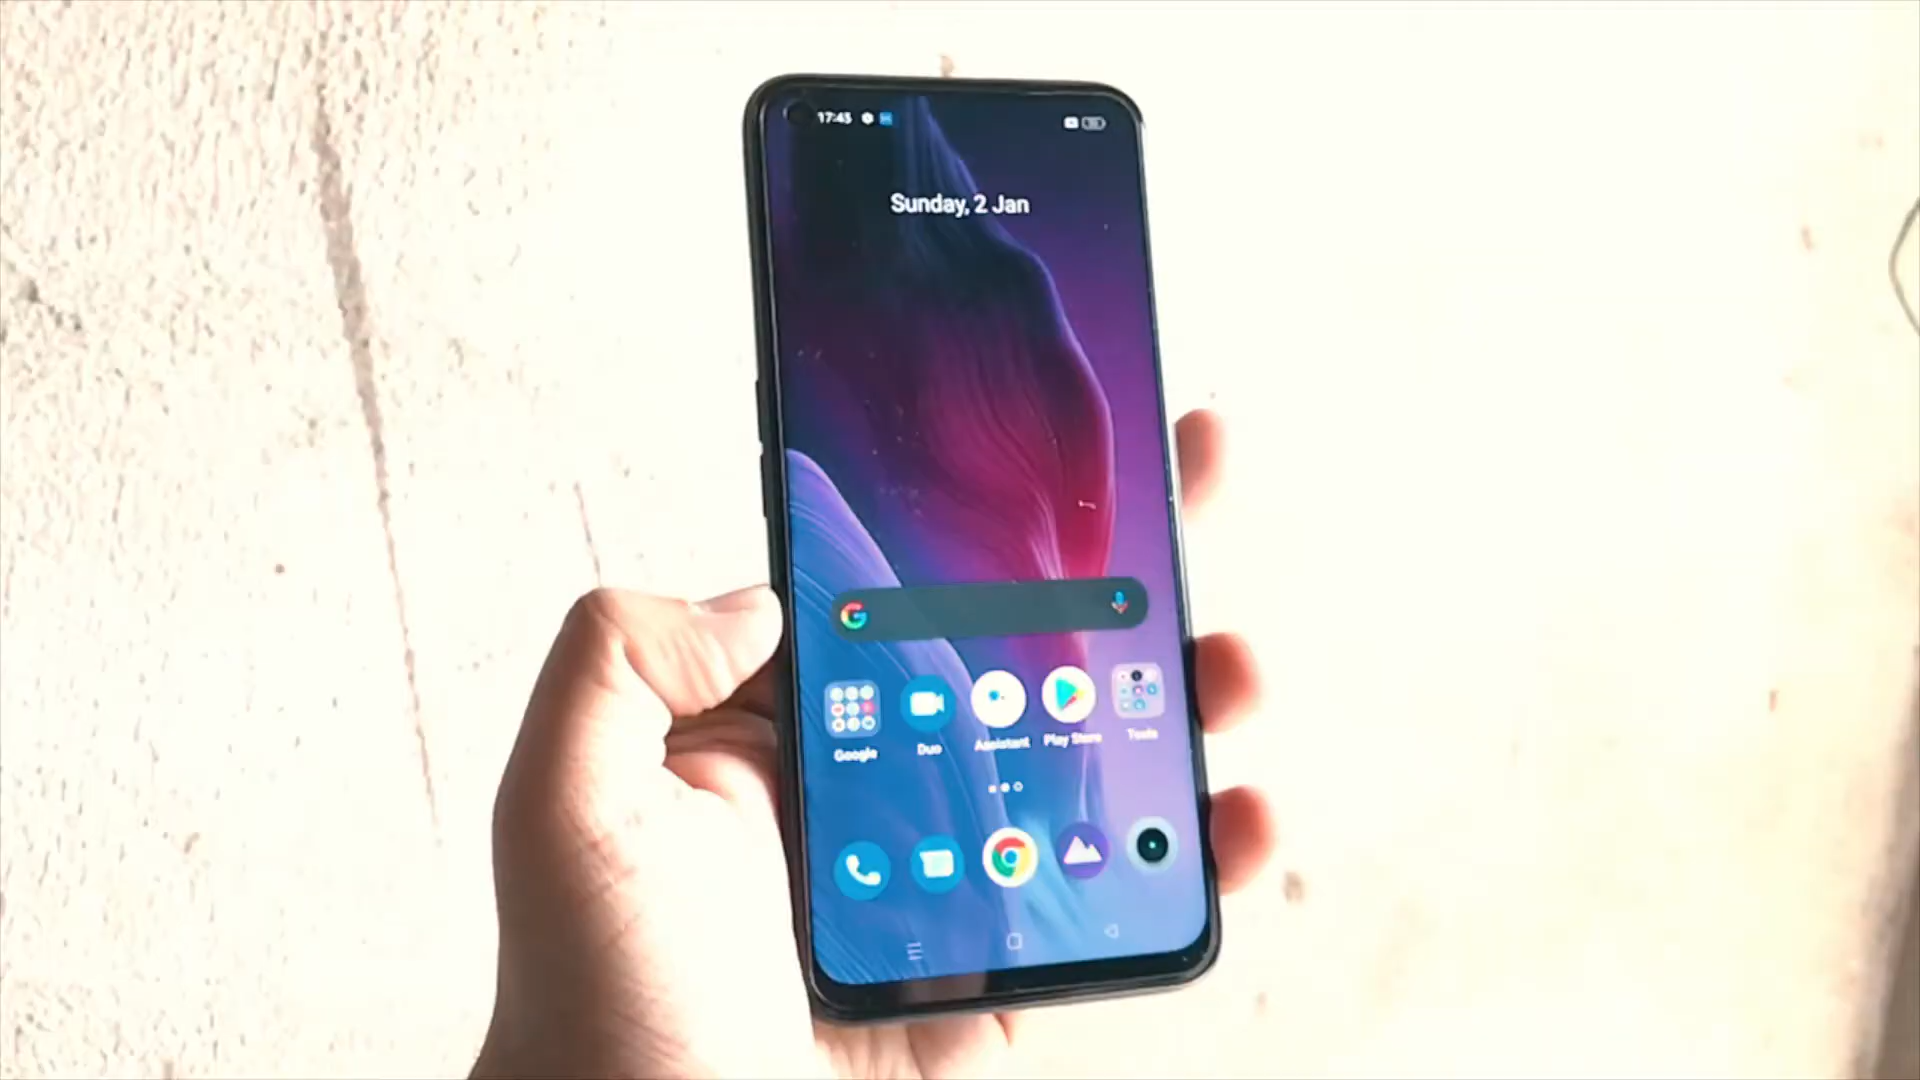 17:45
Sunday, 2 Jan
Google
Duo
Assistant
Play Store
Tools